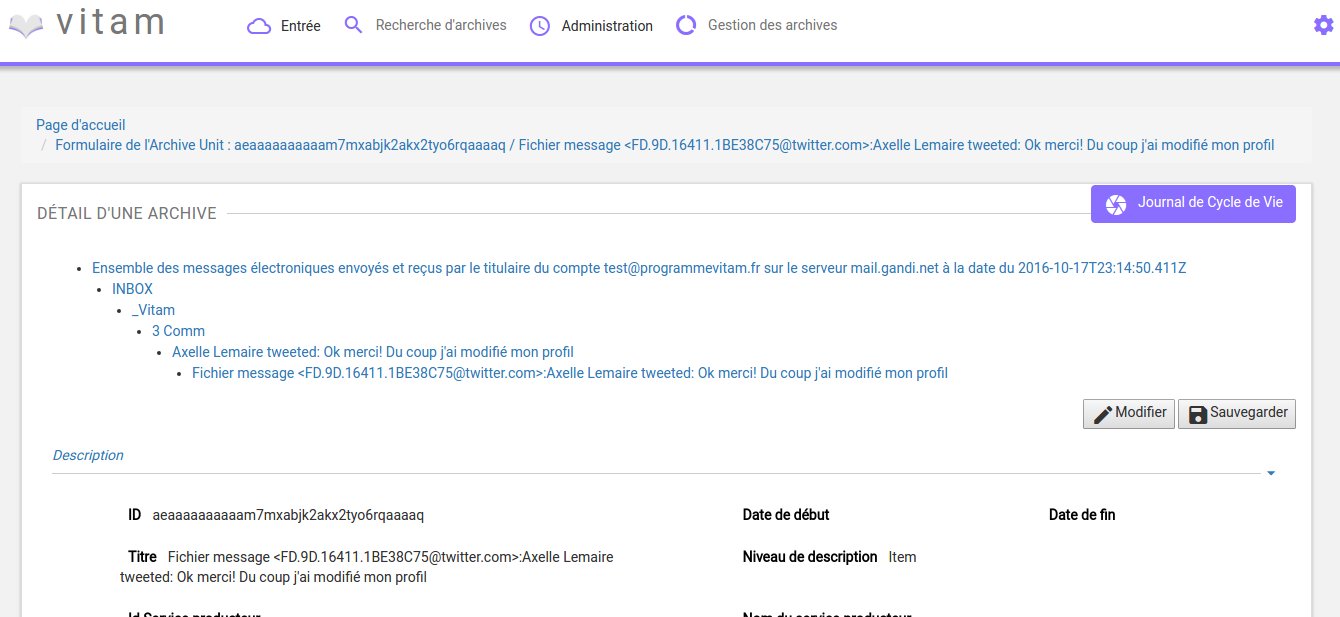 vitam
Entrée
Recherche d'archives
Administration
Gestion des archives
Page d'accueil
/ Formulaire de l'Archive Unit : aeaaaaaaaaaam7mxabjk2akx2tyo6rqaaaaq / Fichier message <FD.9D.16411.1BE38C75@twitter.com>:Axelle Lemaire tweeted: Ok merci! Du coup j'ai modifié mon profil
DÉTAIL D'UNE ARCHIVE
Journal de Cycle de Vie
Ensemble des messages électroniques envoyés et reçus par le titulaire du compte test@programmevitam.fr sur le serveur mail.gandi.net à la date du 2016-10-17T23:14:50.411Z
INBOX
_Vitam
3 Comm
Axelle Lemaire tweeted: Ok merci! Du coup j'ai modifié mon profil
Fichier message <FD.9D.16411.1BE38C75@twitter.com>:Axelle Lemaire tweeted: Ok merci! Du coup j'ai modifié mon profil
Modifier
Sauvegarder
Description
ID aeaaaaaaaaaam7mxabjk2akx2tyo6rqaaaaq
Date de début
Date de fin
Titre Fichier message <FD.9D.16411.1BE38C75@twitter.com>:Axelle Lemaire
tweeted: Ok merci! Du coup j'ai modifié mon profil
Niveau de description Item
Id Service producteur
Nom du service producteur